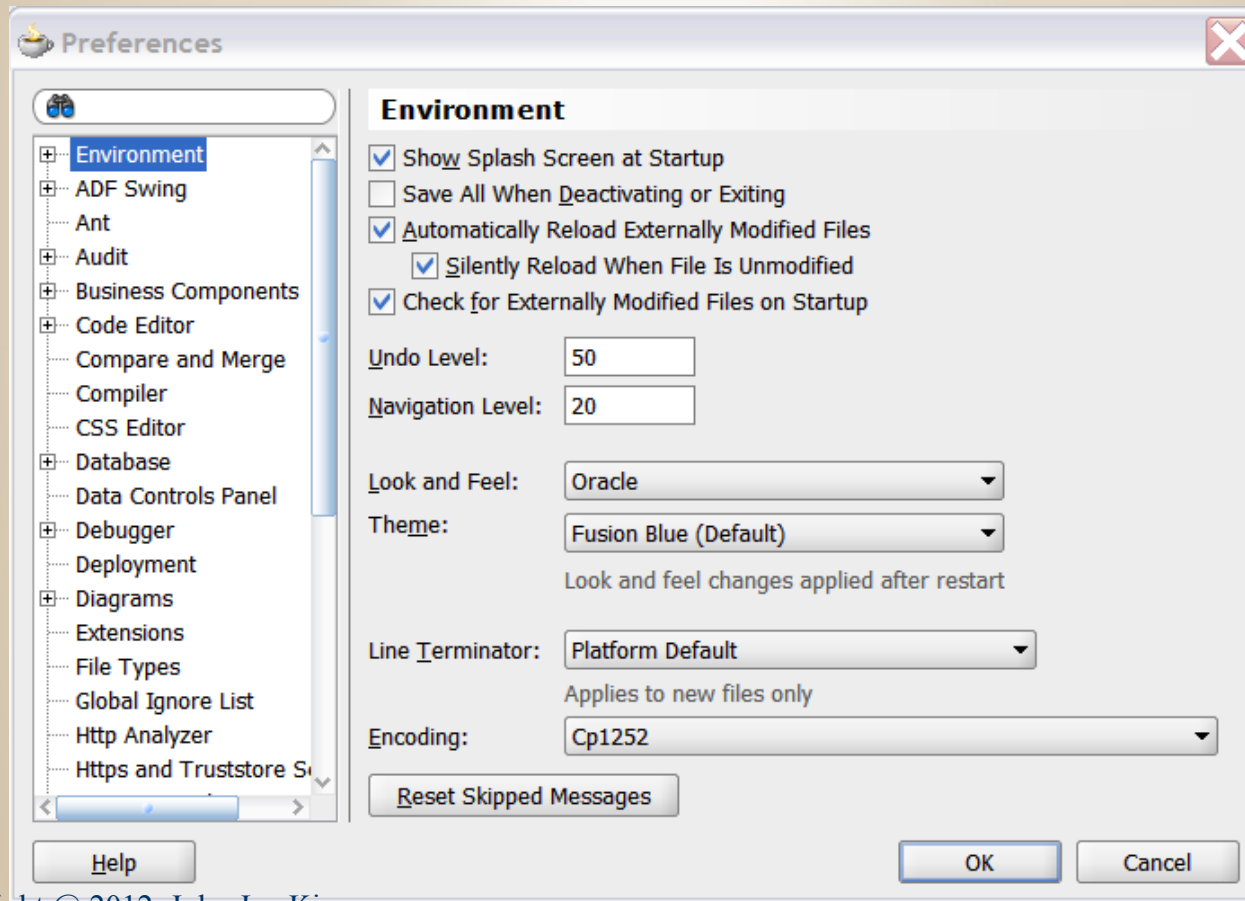 Preferences
Environment
ADF Swing
Ant
Audit
Business Components
Code Editor
Compare and Merge
Compiler
CSS Editor
Database
Data Controls Panel
Debugger
Deployment
Diagrams
Extensions
File Types
Global Ignore List
Http Analyzer
Https and Truststore
Environment
Show Splash Screen at Startup
Save All When Deactivating or Exiting
Automatically Reload Externally Modified Files
Silently Reload When File Is Unmodified
Check for Externally Modified Files on Startup
Undo Level: 50
Navigation Level: 20
Look and Feel: Oracle
Theme: Fusion Blue (Default)
Look and feel changes applied after restart
Line Terminator: Platform Default
Applies to new files only
Encoding: Cp1252
Reset Skipped Messages
Help OK Cancel
2012